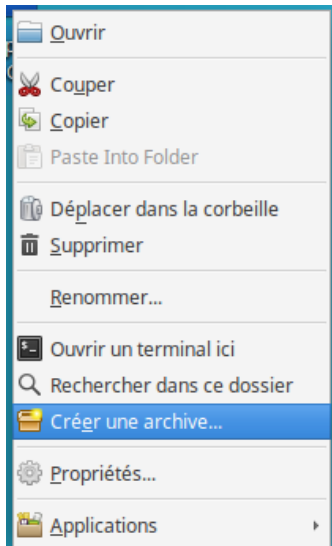 Ouvrir
Couper
Copier
Paste Into Folder
Déplacer dans la corbeille
Supprimer
Renommer...
Ouvrir un terminal ici
Rechercher dans ce dossier
Créer une archive...
Propriétés...
Applications